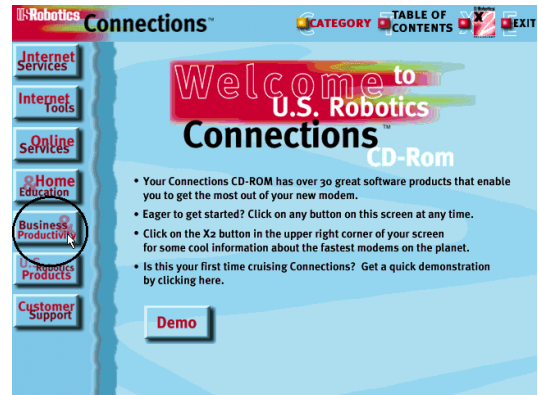 U.S.Robotics Connections™
CATEGORY
TABLE OF
CONTENTS
X2
EXIT
Internet
Services
Internet
Tools
Online
Services
& Home
Education
Business &
Productivity
U.S. Robotics
Products
Customer
Support
Welcome to
U.S. Robotics
Connections™
CD-Rom
• Your Connections CD-ROM has over 30 great software products that enable
you to get the most out of your new modem.
• Eager to get started? Click on any button on this screen at any time.
• Click on the X2 button in the upper right corner of your screen
for some cool information about the fastest modems on the planet.
• Is this your first time cruising Connections? Get a quick demonstration
by clicking here.
Demo